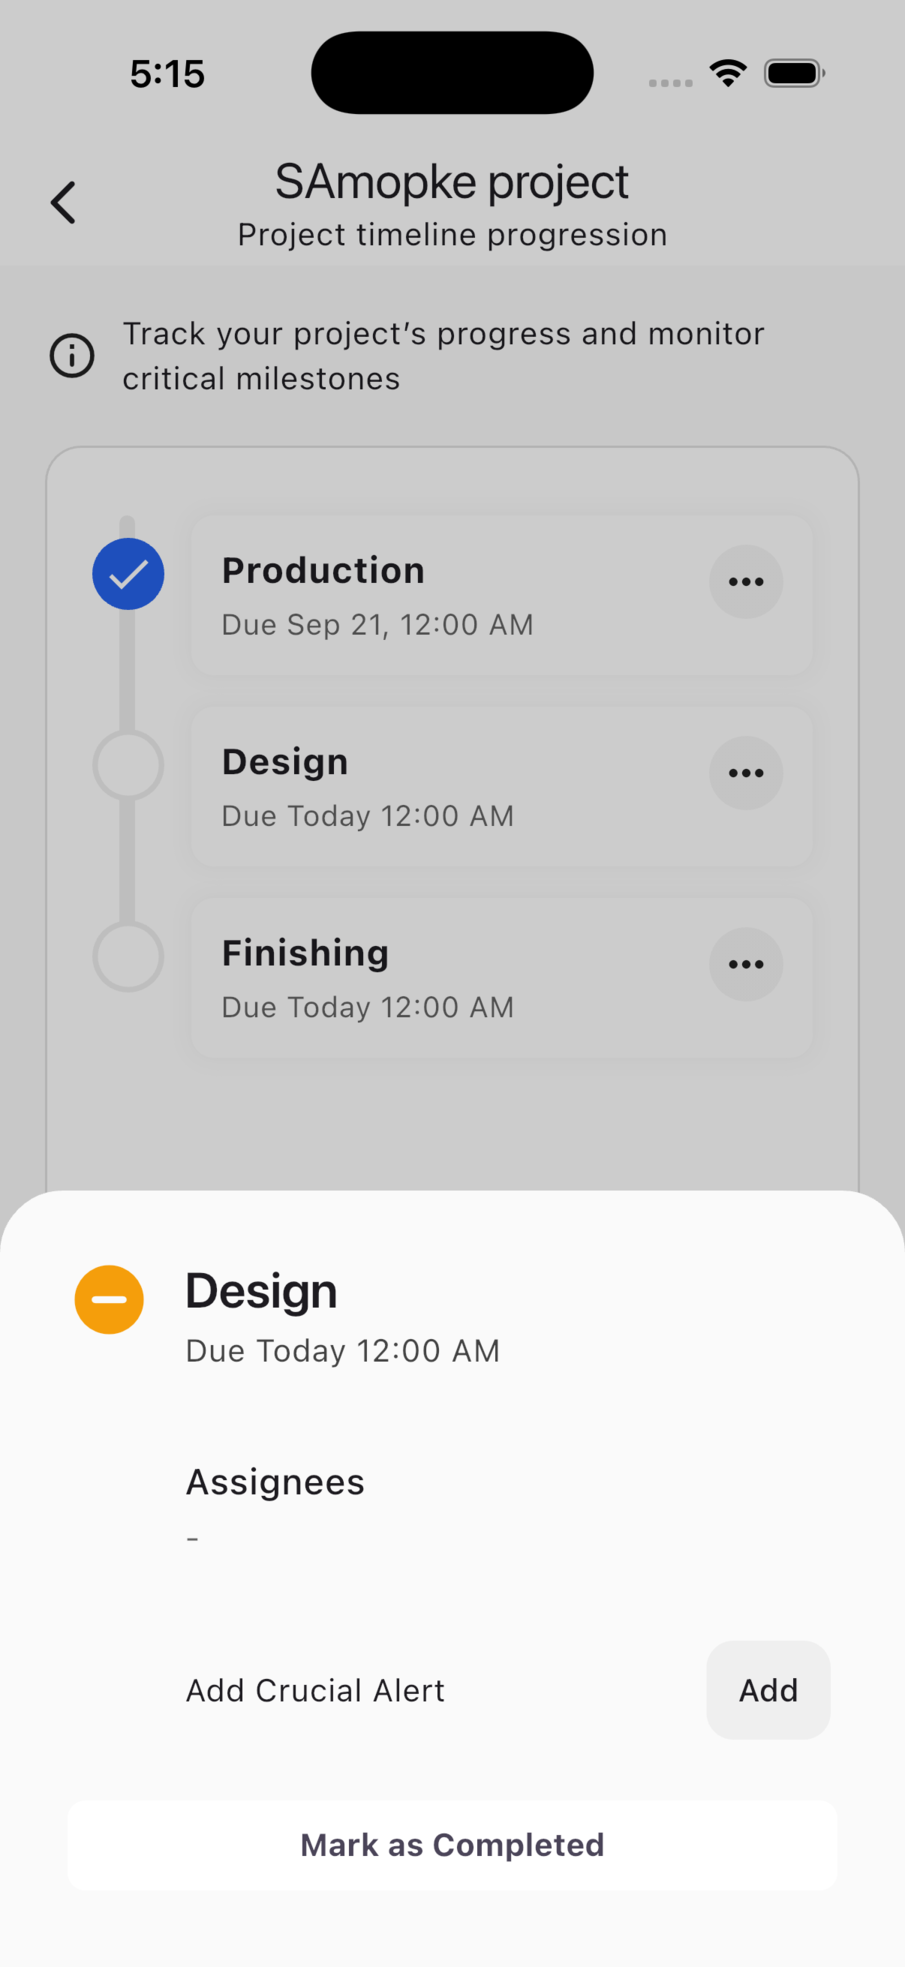 5:15
SAmopke project
Project timeline progression
Track your project’s progress and monitor
critical milestones
Production
Due Sep 21, 12:00 AM
Design
Due Today 12:00 AM
Finishing
Due Today 12:00 AM
Design
Due Today 12:00 AM
Assignees
-
Add Crucial Alert
Add
Mark as Completed